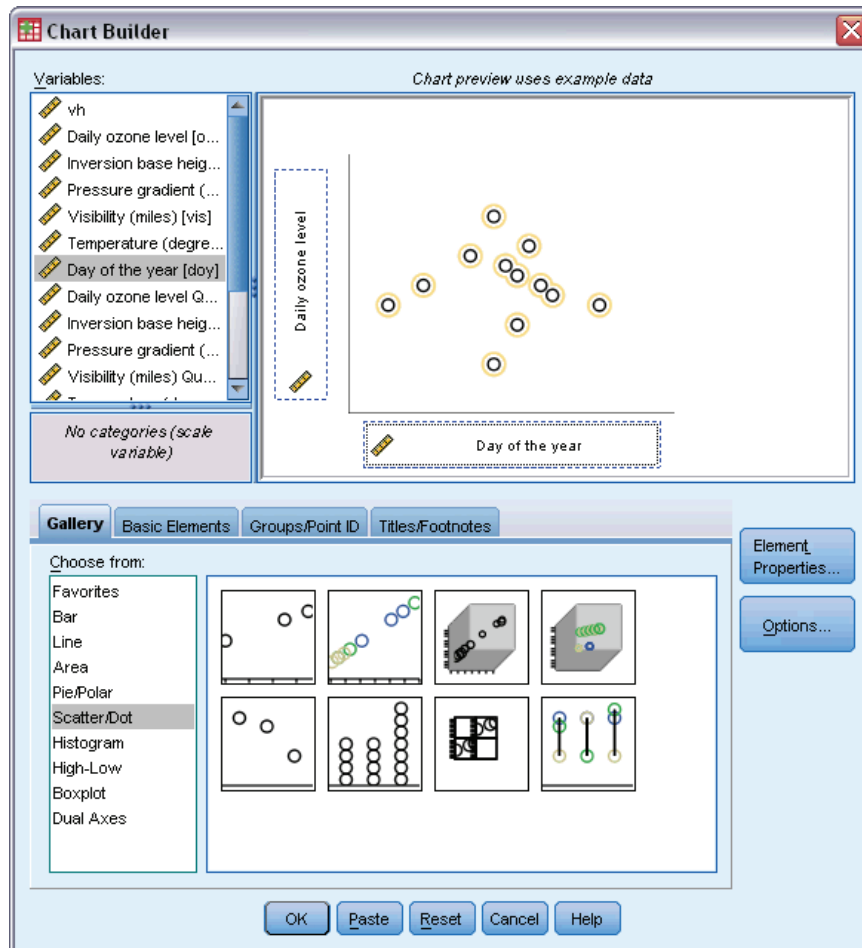 Chart Builder
Variables:
Chart preview uses example data
vh
Daily ozone level [o...
Inversion base heig...
Pressure gradient (...
Visibility (miles) [vis]
Temperature (degre...
Day of the year [doy]
Daily ozone level Q...
Inversion base heig...
Pressure gradient (...
Visibility (miles) Qu...
No categories (scale
variable)
Daily ozone level
Day of the year
Gallery
Basic Elements
Groups/Point ID
Titles/Footnotes
Choose from:
Favorites
Bar
Line
Area
Pie/Polar
Scatter/Dot
Histogram
High-Low
Boxplot
Dual Axes
Element
Properties...
Options...
OK
Paste
Reset
Cancel
Help